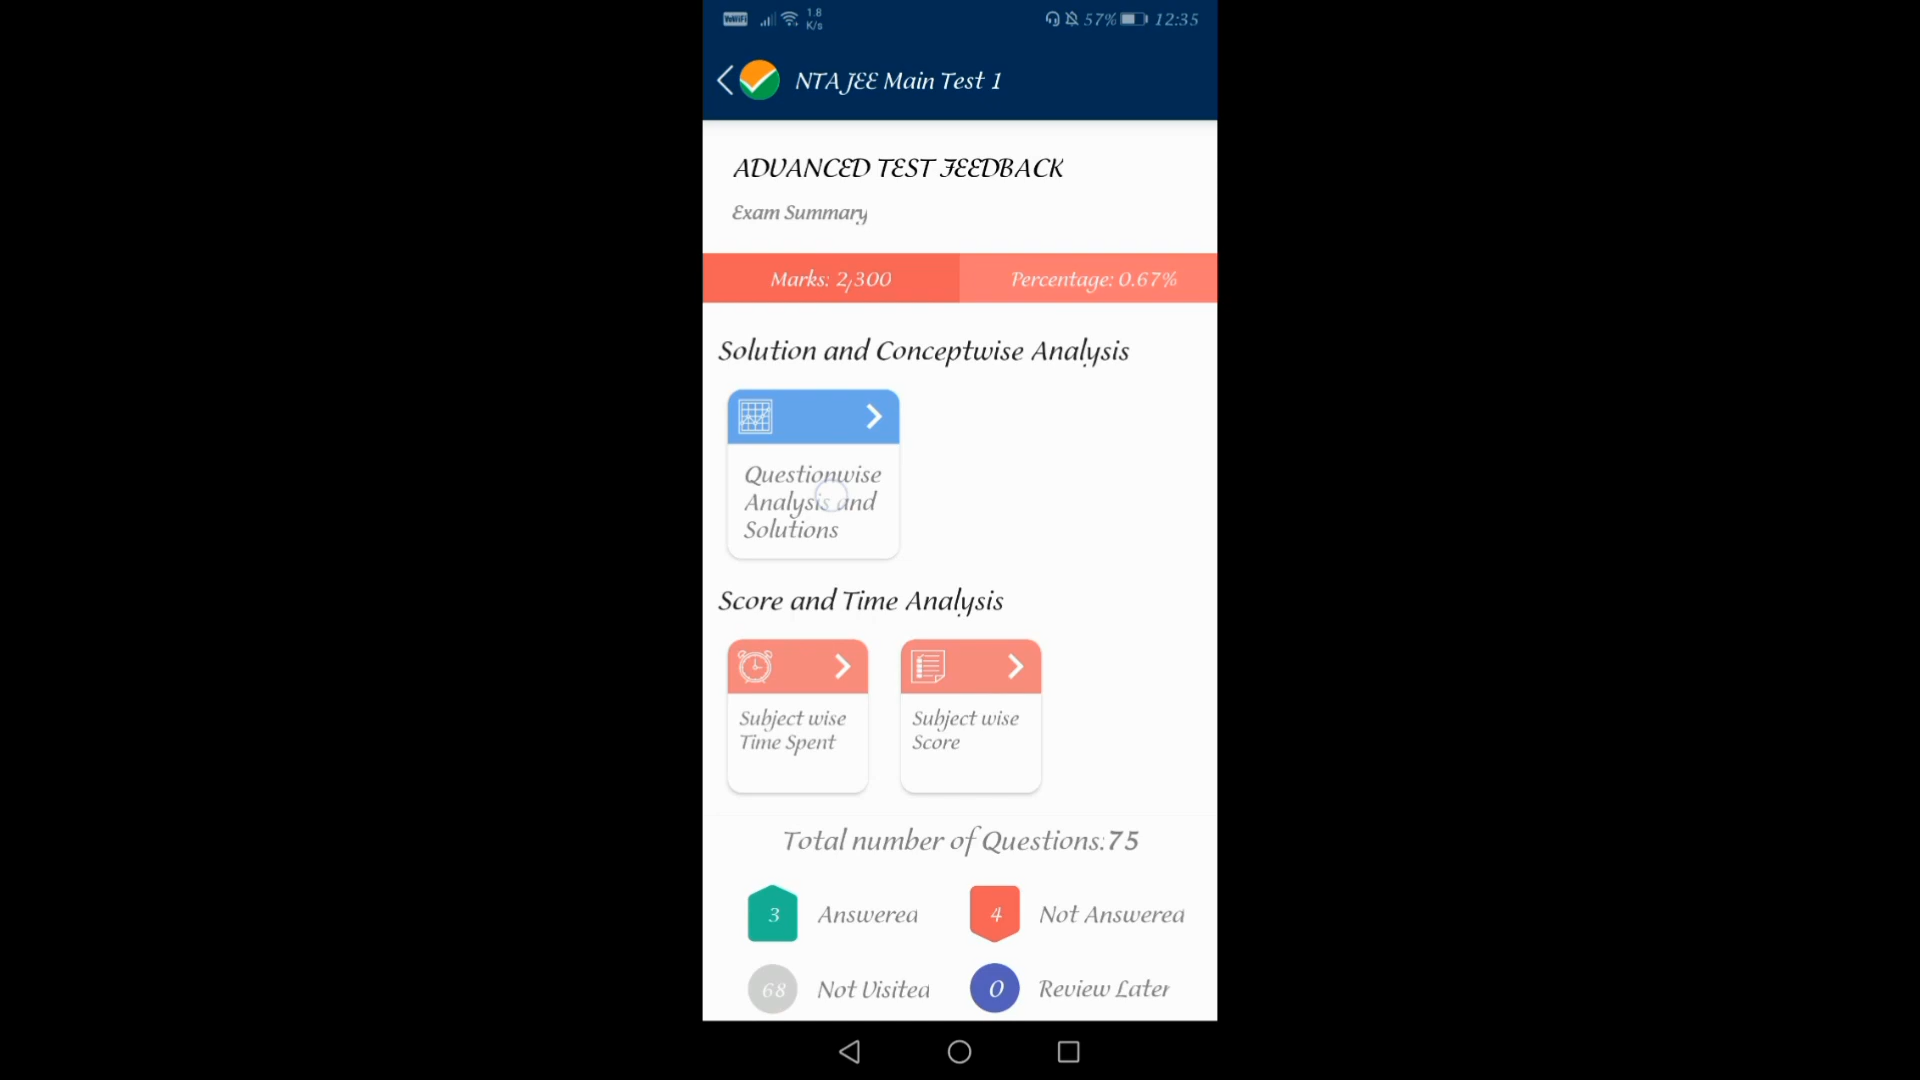 VoWiFi 1.8 K/s 57% 12:35
NTA JEE Main Test 1
ADVANCED TEST FEEDBACK
Exam Summary
Marks: 2/300 Percentage: 0.67%
Solution and Conceptwise Analysis
Questionwise
Analysis and
Solutions
Score and Time Analysis
Subject wise
Time Spent
Subject wise
Score
Total number of Questions:75
3 Answered 4 Not Answered
68 Not Visited 0 Review Later